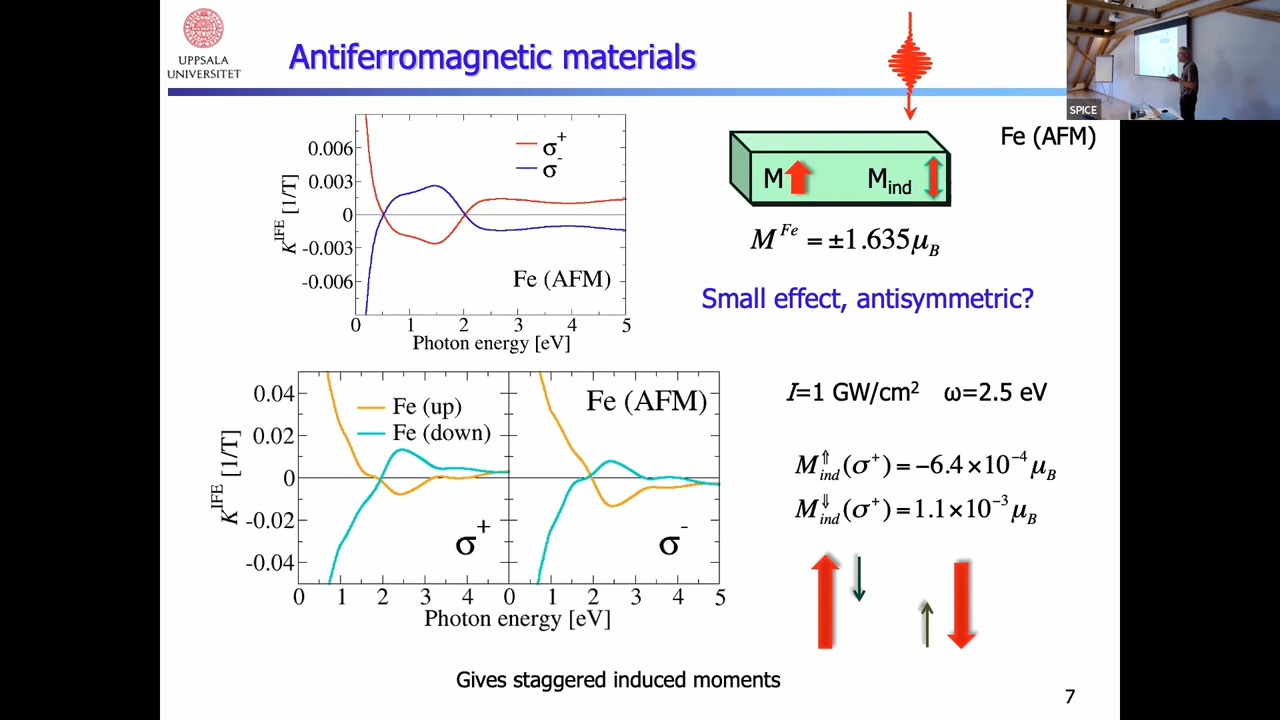 UPPSALA
UNIVERSITET
Antiferromagnetic materials
SPICE
Fe (AFM)
0.006
0.003
0
-0.003
-0.006
K^IFE [1/T]
σ+
σ-
Fe (AFM)
0 1 2 3 4 5
Photon energy [eV]
M
M_ind
M^Fe = ±1.635μ_B
Small effect, antisymmetric?
0.04
0.02
0
-0.02
-0.04
K^IFE [1/T]
Fe (up)
Fe (down)
σ+
Fe (AFM)
σ-
0 1 2 3 4 0 1 2 3 4 5
Photon energy [eV]
I=1 GW/cm² ω=2.5 eV
M_ind^⇑(σ⁺) = −6.4×10⁻⁴ μ_B
M_ind^⇓(σ⁺) = 1.1×10⁻³ μ_B
Gives staggered induced moments
7